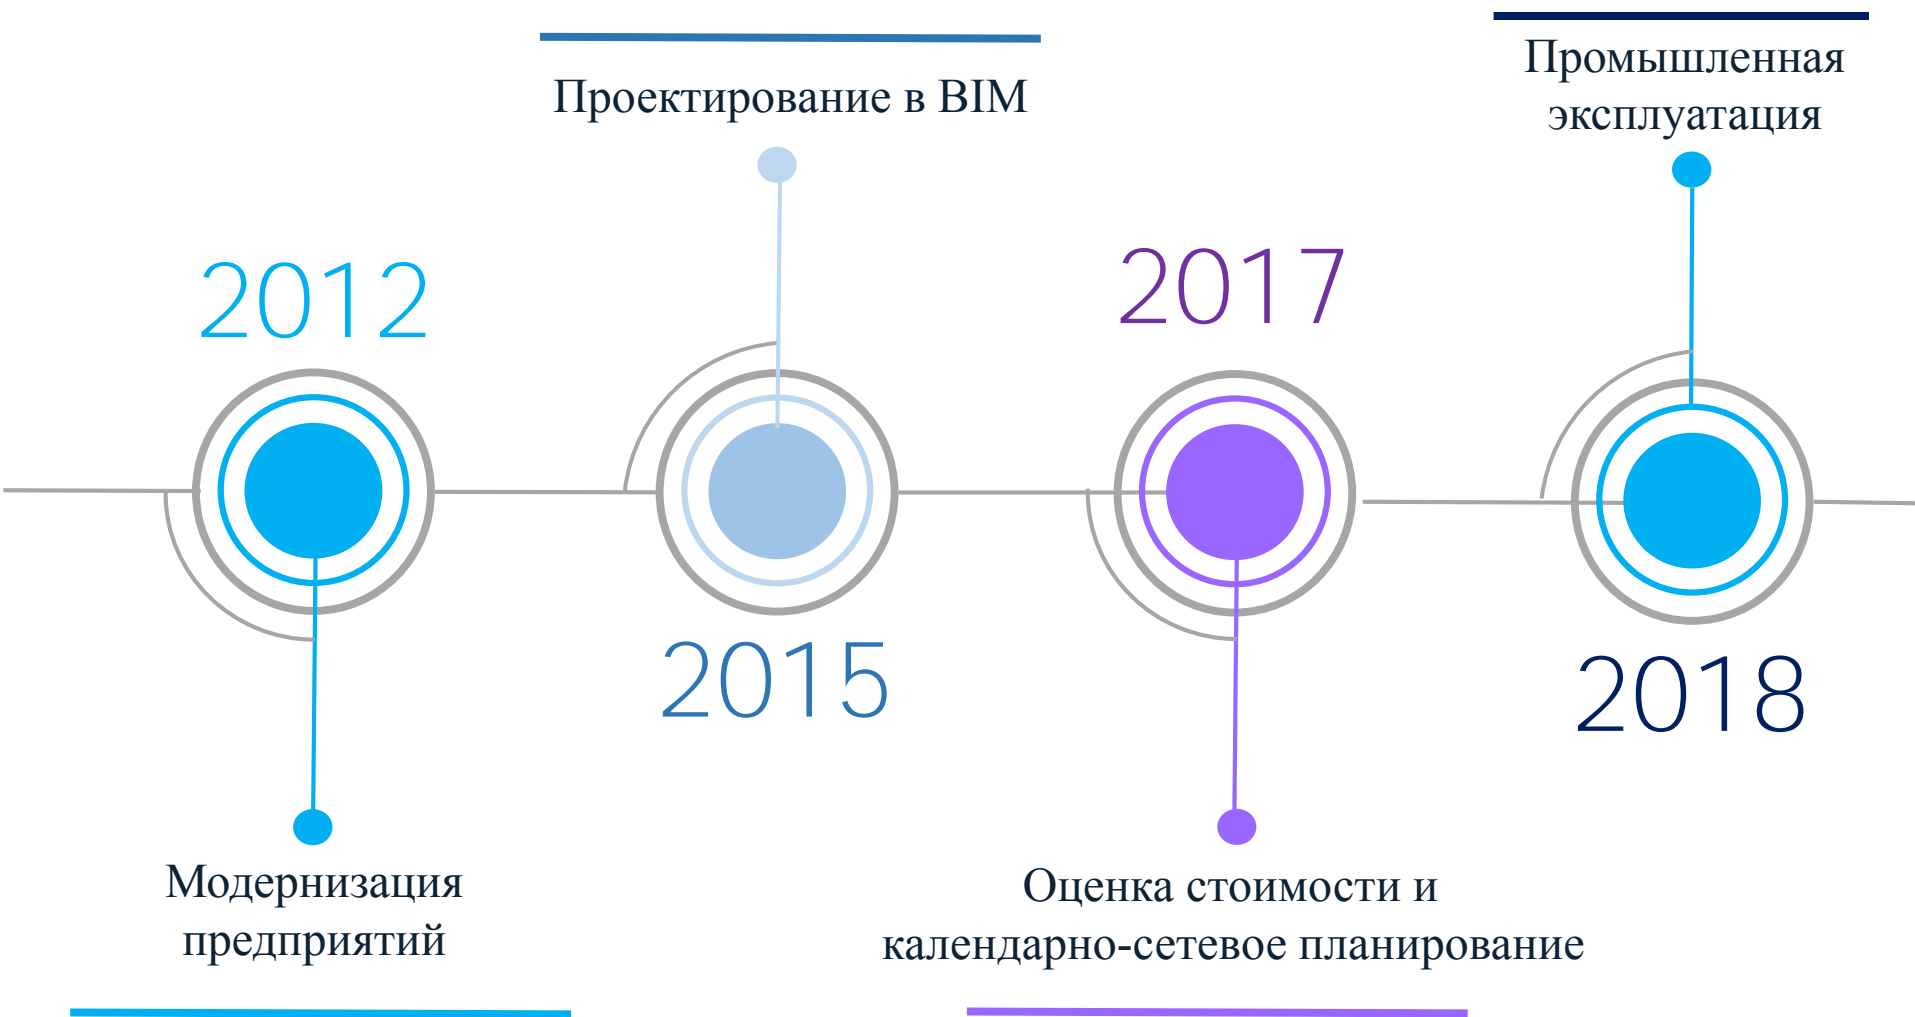 2012
Модернизация
предприятий
Проектирование в BIM
2015
2017
Оценка стоимости и
календарно-сетевое планирование
Промышленная
эксплуатация
2018